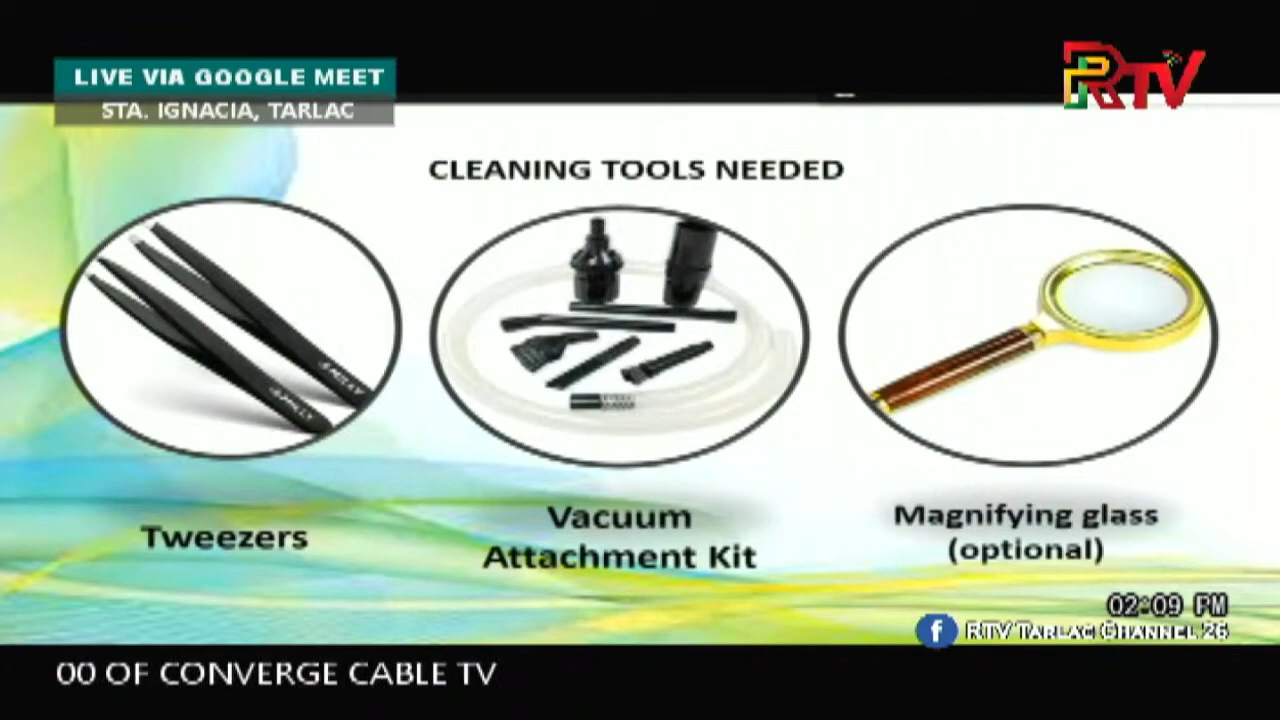 LIVE VIA GOOGLE MEET
STA. IGNACIA, TARLAC
RTV
CLEANING TOOLS NEEDED
Tweezers
Vacuum
Attachment Kit
Magnifying glass
(optional)
02:09 PM
f RTV TARLAC CHANNEL 26
00 OF CONVERGE CABLE TV